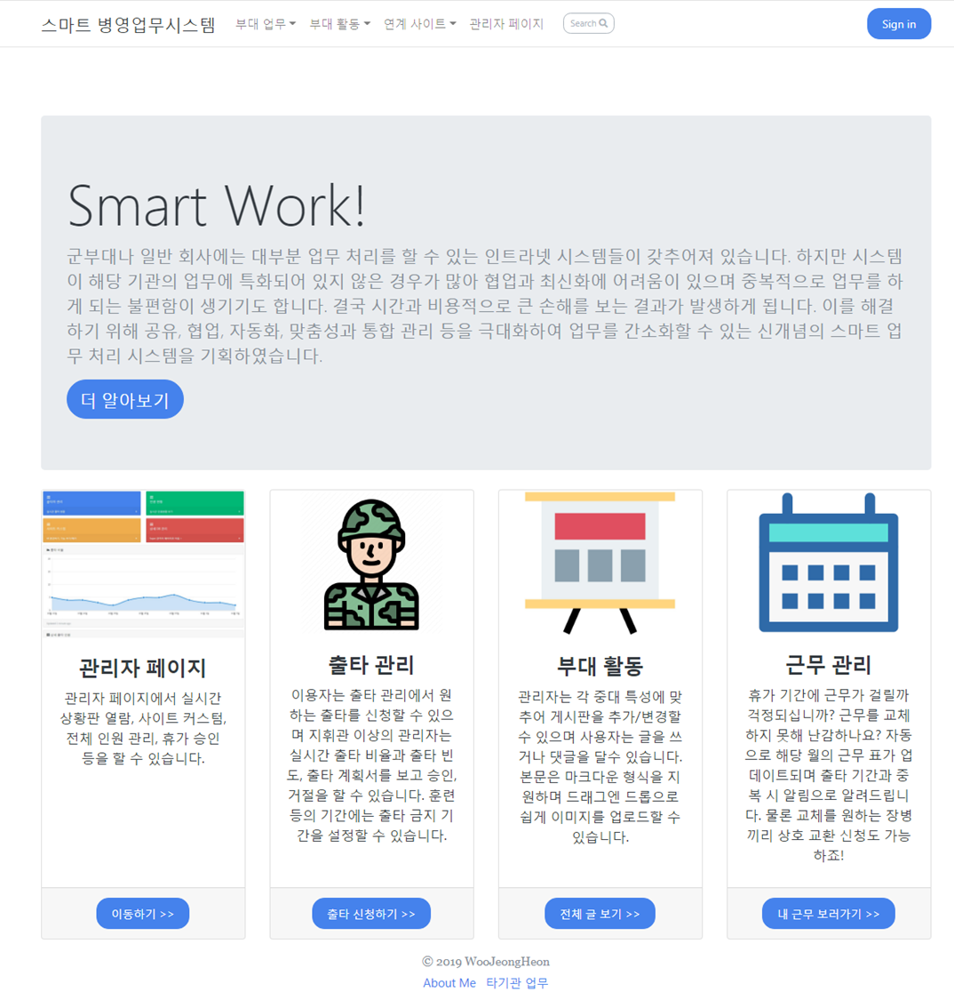 스마트 병영업무시스템 부대 업무 부대 활동 연계 사이트 관리자 페이지 Search Sign in
Smart Work!
군부대나 일반 회사에는 대부분 업무 처리를 할 수 있는 인트라넷 시스템들이 갖추어져 있습니다. 하지만 시스템
이 해당 기관의 업무에 특화되어 있지 않은 경우가 많아 협업과 최신화에 어려움이 있으며 중복적으로 업무를 하
게 되는 불편함이 생기기도 합니다. 결국 시간과 비용적으로 큰 손해를 보는 결과가 발생하게 됩니다. 이를 해결
하기 위해 공유, 협업, 자동화, 맞춤성과 통합 관리 등을 극대화하여 업무를 간소화할 수 있는 신개념의 스마트 업
무 처리 시스템을 기획하였습니다.
더 알아보기
관리자 페이지
관리자 페이지에서 실시간
상황판 열람, 사이트 커스텀,
전체 인원 관리, 휴가 승인
등을 할 수 있습니다.
이동하기 >>
출타 관리
이용자는 출타 관리에서 원
하는 출타를 신청할 수 있으
며 지휘관 이상의 관리자는
실시간 출타 비율과 출타 빈
도, 출타 계획서를 보고 승인,
거절을 할 수 있습니다. 훈련
등의 기간에는 출타 금지 기
간을 설정할 수 있습니다.
출타 신청하기 >>
부대 활동
관리자는 각 중대 특성에 맞
추어 게시판을 추가/변경할
수 있으며 사용자는 글을 쓰
거나 댓글을 달수 있습니다.
본문은 마크다운 형식을 지
원하며 드래그엔 드롭으로
쉽게 이미지를 업로드할 수
있습니다.
전체 글 보기 >>
근무 관리
휴가 기간에 근무가 걸릴까
걱정되십니까? 근무를 교체
하지 못해 난감하나요? 자동
으로 해당 월의 근무 표가 업
데이트되며 출타 기간과 중
복 시 알림으로 알려드립니
다. 물론 교체를 원하는 장병
끼리 상호 교환 신청도 가능
하죠!
내 근무 보러가기 >>
© 2019 WooJeongHeon
About Me 타기관 업무